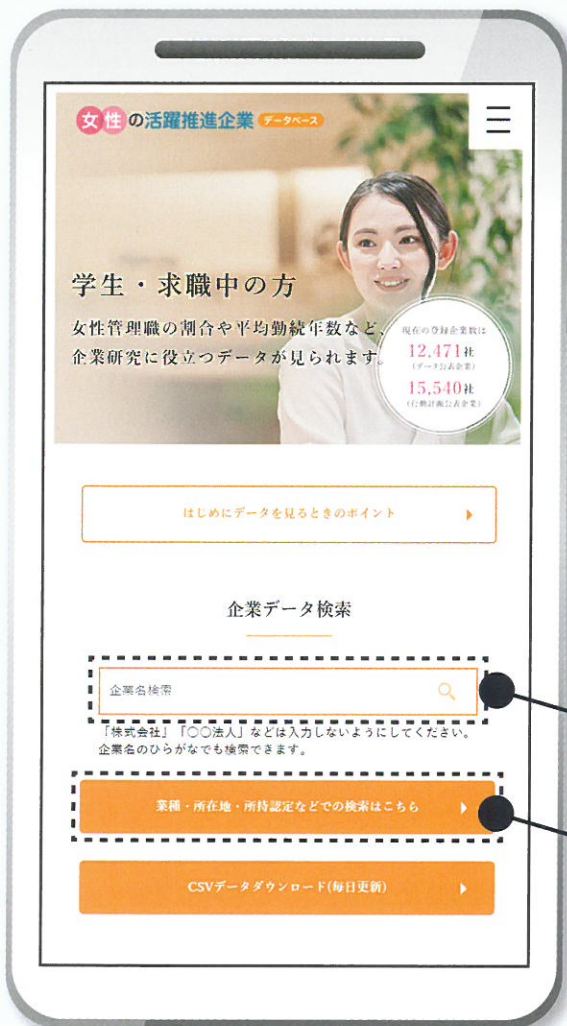 女性の活躍推進企業 データベース
学生・求職中の方
女性管理職の割合や平均勤続年数など、
企業研究に役立つデータが見られます。
現在の登録企業数は
12,471社
(データ公表企業)
15,540社
(行動計画公表企業)
はじめにデータを見るときのポイント
企業データ検索
企業名検索
「株式会社」「〇〇法人」などは入力しないようにしてください。
企業名のひらがなでも検索できます。
業種・所在地・所持認定などでの検索はこちら
CSVデータダウンロード(毎日更新)